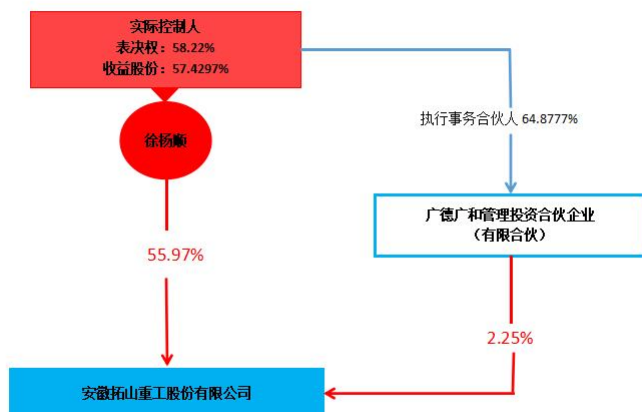 实际控制人
表决权：58.22%
收益股份：57.4297%
徐杨顺
执行事务合伙人 64.8777%
广德广和管理投资合伙企业
（有限合伙）
55.97%
2.25%
安徽拓山重工股份有限公司